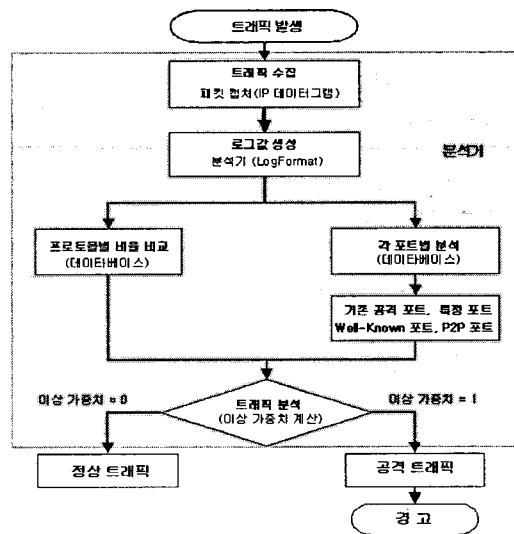 트래픽 발생
트래픽 수집
패킷 캡처(IP 데이터그램)
로그값 생성
분석기 (LogFormat)
분석기
프로토콜별 비율 비교
(데이타베이스)
각 포트별 분석
(데이타베이스)
기존 공격 포트, 특정 포트
Well-Known 포트, P2P 포트
이상 가중치 = 0
트래픽 분석
(이상 가중치 계산)
이상 가중치 = 1
정상 트래픽
공격 트래픽
경 고